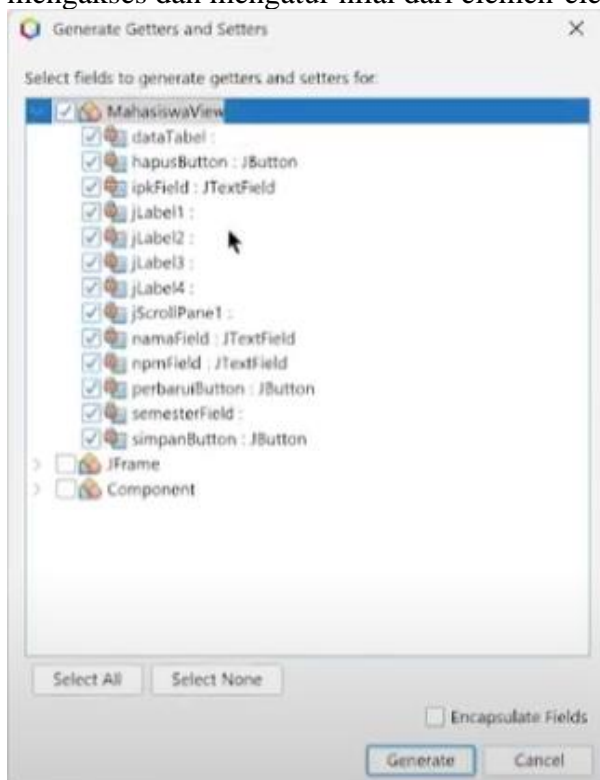 mengakses dan mengatur nilai dari elemen-ele
Generate Getters and Setters
Select fields to generate getters and setters for:
MahasiswaView
dataTabel :
hapusButton : JButton
ipkField : JTextField
jLabel1 :
jLabel2 :
jLabel3 :
jLabel4 :
jScrollPane1 :
namaField : JTextField
npmField : JTextField
perbaruiButton : JButton
semesterField :
simpanButton : JButton
JFrame
Component
Select All Select None
Encapsulate Fields
Generate Cancel